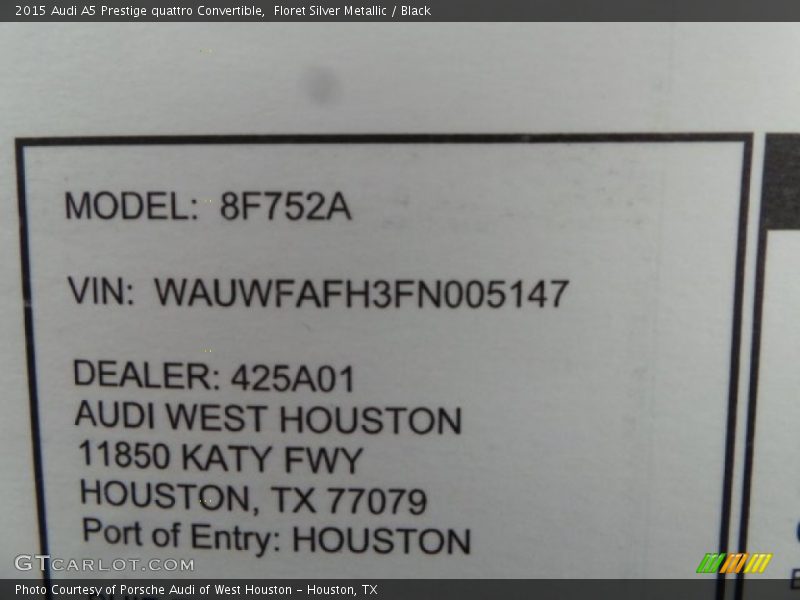 2015 Audi A5 Prestige quattro Convertible, Floret Silver Metallic / Black
MODEL: 8F752A
VIN: WAUWFAFH3FN005147
DEALER: 425A01
AUDI WEST HOUSTON
11850 KATY FWY
HOUSTON, TX 77079
Port of Entry: HOUSTON
GTCARLOT.COM
Photo Courtesy of Porsche Audi of West Houston – Houston, TX